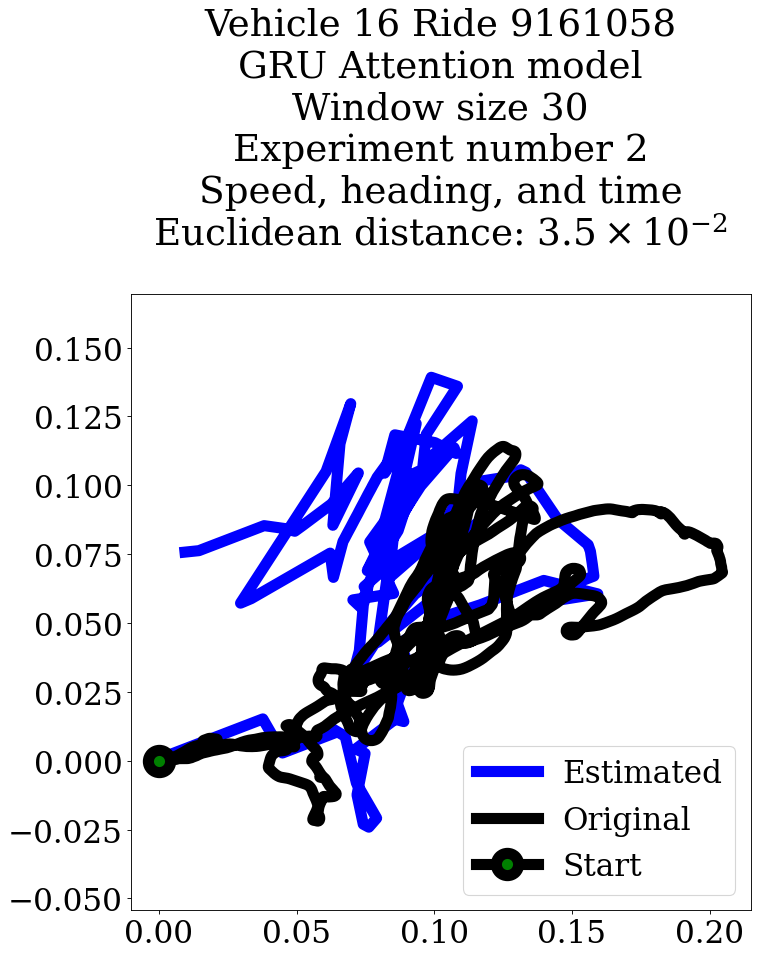 Vehicle 16 Ride 9161058
GRU Attention model
Window size 30
Experiment number 2
Speed, heading, and time
Euclidean distance: 3.5 × 10⁻²
0.150
0.125
0.100
0.075
0.050
0.025
0.000
−0.025
−0.050
Estimated
Original
Start
0.00 0.05 0.10 0.15 0.20